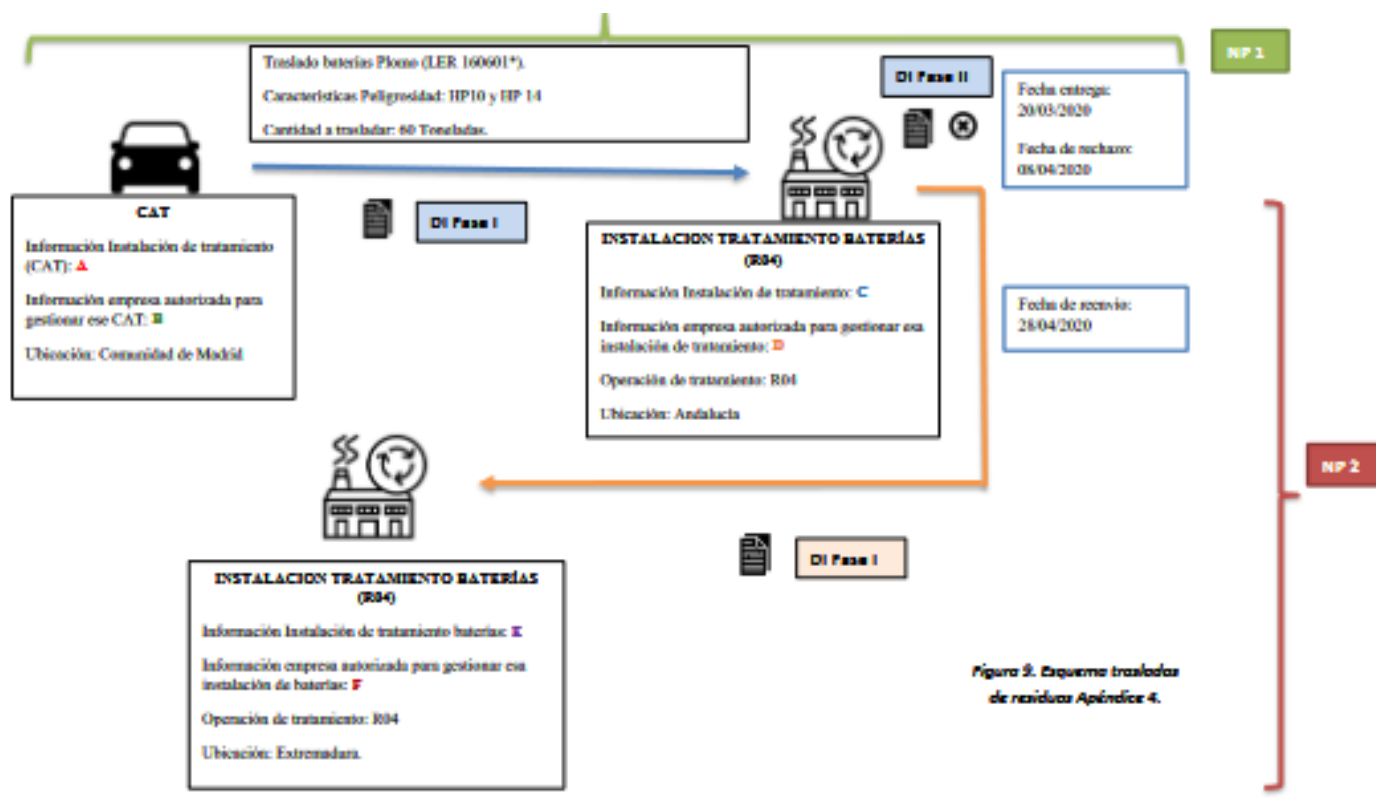 NP 1
Traslado baterías Plomo (LER 160601*).
Características Peligrosidad: HP10 y HP 14
Cantidad a trasladar: 60 Toneladas.
DI Fase II
Fecha entrega:
20/03/2020
Fecha de rechazo:
08/04/2020
CAT
Información Instalación de tratamiento
(CAT): A
Información empresa autorizada para
gestionar ese CAT: B
Ubicación: Comunidad de Madrid
DI Fase I
INSTALACION TRATAMIENTO BATERÍAS
(R04)
Información Instalación de tratamiento: C
Información empresa autorizada para gestionar esa
instalación de tratamiento: D
Operación de tratamiento: R04
Ubicación: Andalucía
Fecha de reenvío:
28/04/2020
NP 2
DI Fase I
INSTALACION TRATAMIENTO BATERÍAS
(R04)
Información Instalación de tratamiento baterías: E
Información empresa autorizada para gestionar esa
instalación de baterías: F
Operación de tratamiento: R04
Ubicación: Extremadura.
Figura 9. Esquema traslados
de residuos Apéndice 4.